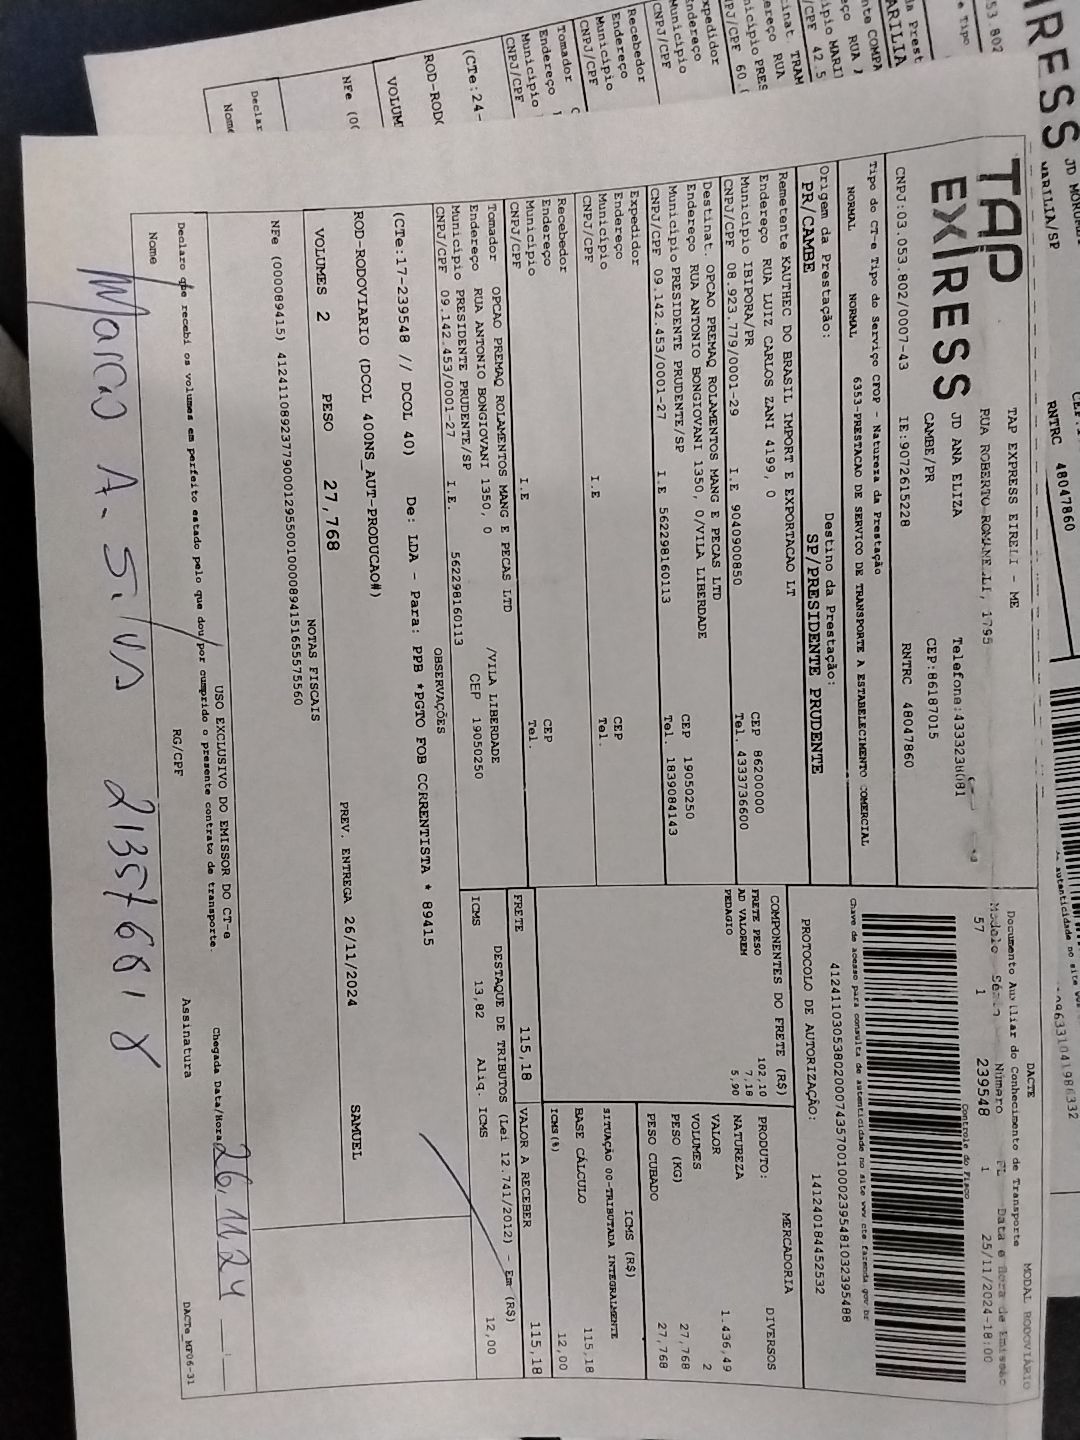 TAP
EXPRESS
TAP EXPRESS EIRELI - ME
RUA ROBERTO ROMANELLI, 1795
JD ANA ELIZA
CAMBE/PR
Telefone:4333238081
CEP:86187015
CNPJ:03.053.802/0007-43 IE:9072615228 RNTRC 48047860
Tipo do CT-e Tipo do Serviço CFOP - Natureza da Prestação
NORMAL NORMAL 6353-PRESTACAO DE SERVICO DE TRANSPORTE A ESTABELECIMENTO COMERCIAL
Origem da Prestação: Destino da Prestação:
PR/CAMBE SP/PRESIDENTE PRUDENTE
Remetente KAUTHEC DO BRASIL IMPORT E EXPORTACAO LT
Endereço RUA LUIZ CARLOS ZANI 4199, 0
Município IBIPORA/PR CEP 86200000
CNPJ/CPF 08.923.779/0001-29 I.E 9040900850 Tel. 4333736600
Destinat. OPCAO PREMAQ ROLAMENTOS MANG E PECAS LTD
Endereço RUA ANTONIO BONGIOVANI 1350, 0/VILA LIBERDADE
Município PRESIDENTE PRUDENTE/SP CEP 19050250
CNPJ/CPF 09.142.453/0001-27 I.E 562298160113 Tel. 1839084143
Expedidor
Endereço
Município CEP
CNPJ/CPF I.E Tel.
Recebedor
Endereço
Município CEP
CNPJ/CPF I.E Tel.
Tomador OPCAO PREMAQ ROLAMENTOS MANG E PECAS LTD
Endereço RUA ANTONIO BONGIOVANI 1350, 0 /VILA LIBERDADE
Município PRESIDENTE PRUDENTE/SP CEP 19050250
CNPJ/CPF 09.142.453/0001-27 I.E. 562298160113
DACTE MODAL RODOVIÁRIO
Documento Auxiliar do Conhecimento de Transporte
Modelo Série Número FL Data e Hora de Emissão
57 1 239548 1 25/11/2024-18:00
Controle do Fisco
41241103053802000743570010002395481032395488
Chave de acesso para consulta de autenticidade no site www cte fazenda gov br
PROTOCOLO DE AUTORIZAÇÃO: 141240184452532
COMPONENTES DO FRETE (R$)
FRETE PESO 102,10
AD VALOREM 7,18
PEDAGIO 5,90
MERCADORIA
PRODUTO: DIVERSOS
NATUREZA
VALOR 1.436,49
VOLUMES 2
PESO (KG) 27,768
PESO CUBADO 27,768
ICMS (R$)
SITUAÇÃO 00-TRIBUTADA INTEGRALMENTE
BASE CÁLCULO 115,18
ICMS(%) 12,00
FRETE 115,18 VALOR A RECEBER 115,18
DESTAQUE DE TRIBUTOS (Lei 12.741/2012) - Em (R$)
ICMS 13,82 Aliq. ICMS 12,00
OBSERVAÇÕES
(CTe:17-239548 // DCOL 40) De: LDA - Para: PPB *PGTO FOB CORRENTISTA * 89415
ROD-RODOVIARIO (DCOL 400NS_AUT-PRODUCAO#)
VOLUMES 2 PESO 27,768 PREV. ENTREGA 26/11/2024 SAMUEL
NOTAS FISCAIS
NFe (000089415) 41241108923779000129550010000894151655575560
USO EXCLUSIVO DO EMISSOR DO CT-e
Declaro que recebi os volumes em perfeito estado pelo que dou por cumprido o presente contrato de transporte.
Chegada Data/Hora 26/11/24
Nome RG/CPF Assinatura
Marcio A. Silva 21357661X
DACTe_MF06-31